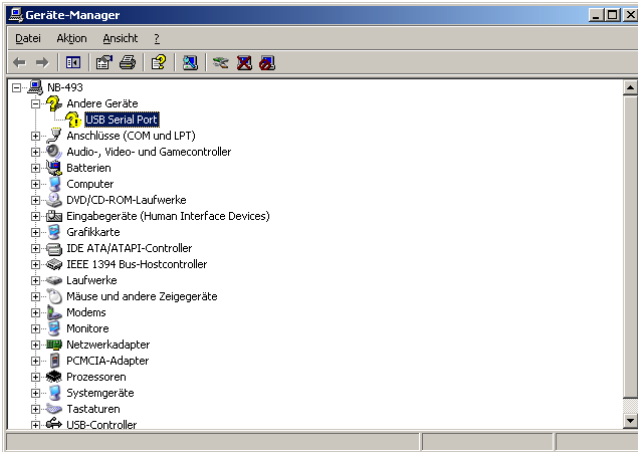 Geräte-Manager
Datei Aktion Ansicht ?
NB-493
Andere Geräte
USB Serial Port
Anschlüsse (COM und LPT)
Audio-, Video- und Gamecontroller
Batterien
Computer
DVD/CD-ROM-Laufwerke
Eingabegeräte (Human Interface Devices)
Grafikkarte
IDE ATA/ATAPI-Controller
IEEE 1394 Bus-Hostcontroller
Laufwerke
Mäuse und andere Zeigegeräte
Modems
Monitore
Netzwerkadapter
PCMCIA-Adapter
Prozessoren
Systemgeräte
Tastaturen
USB-Controller